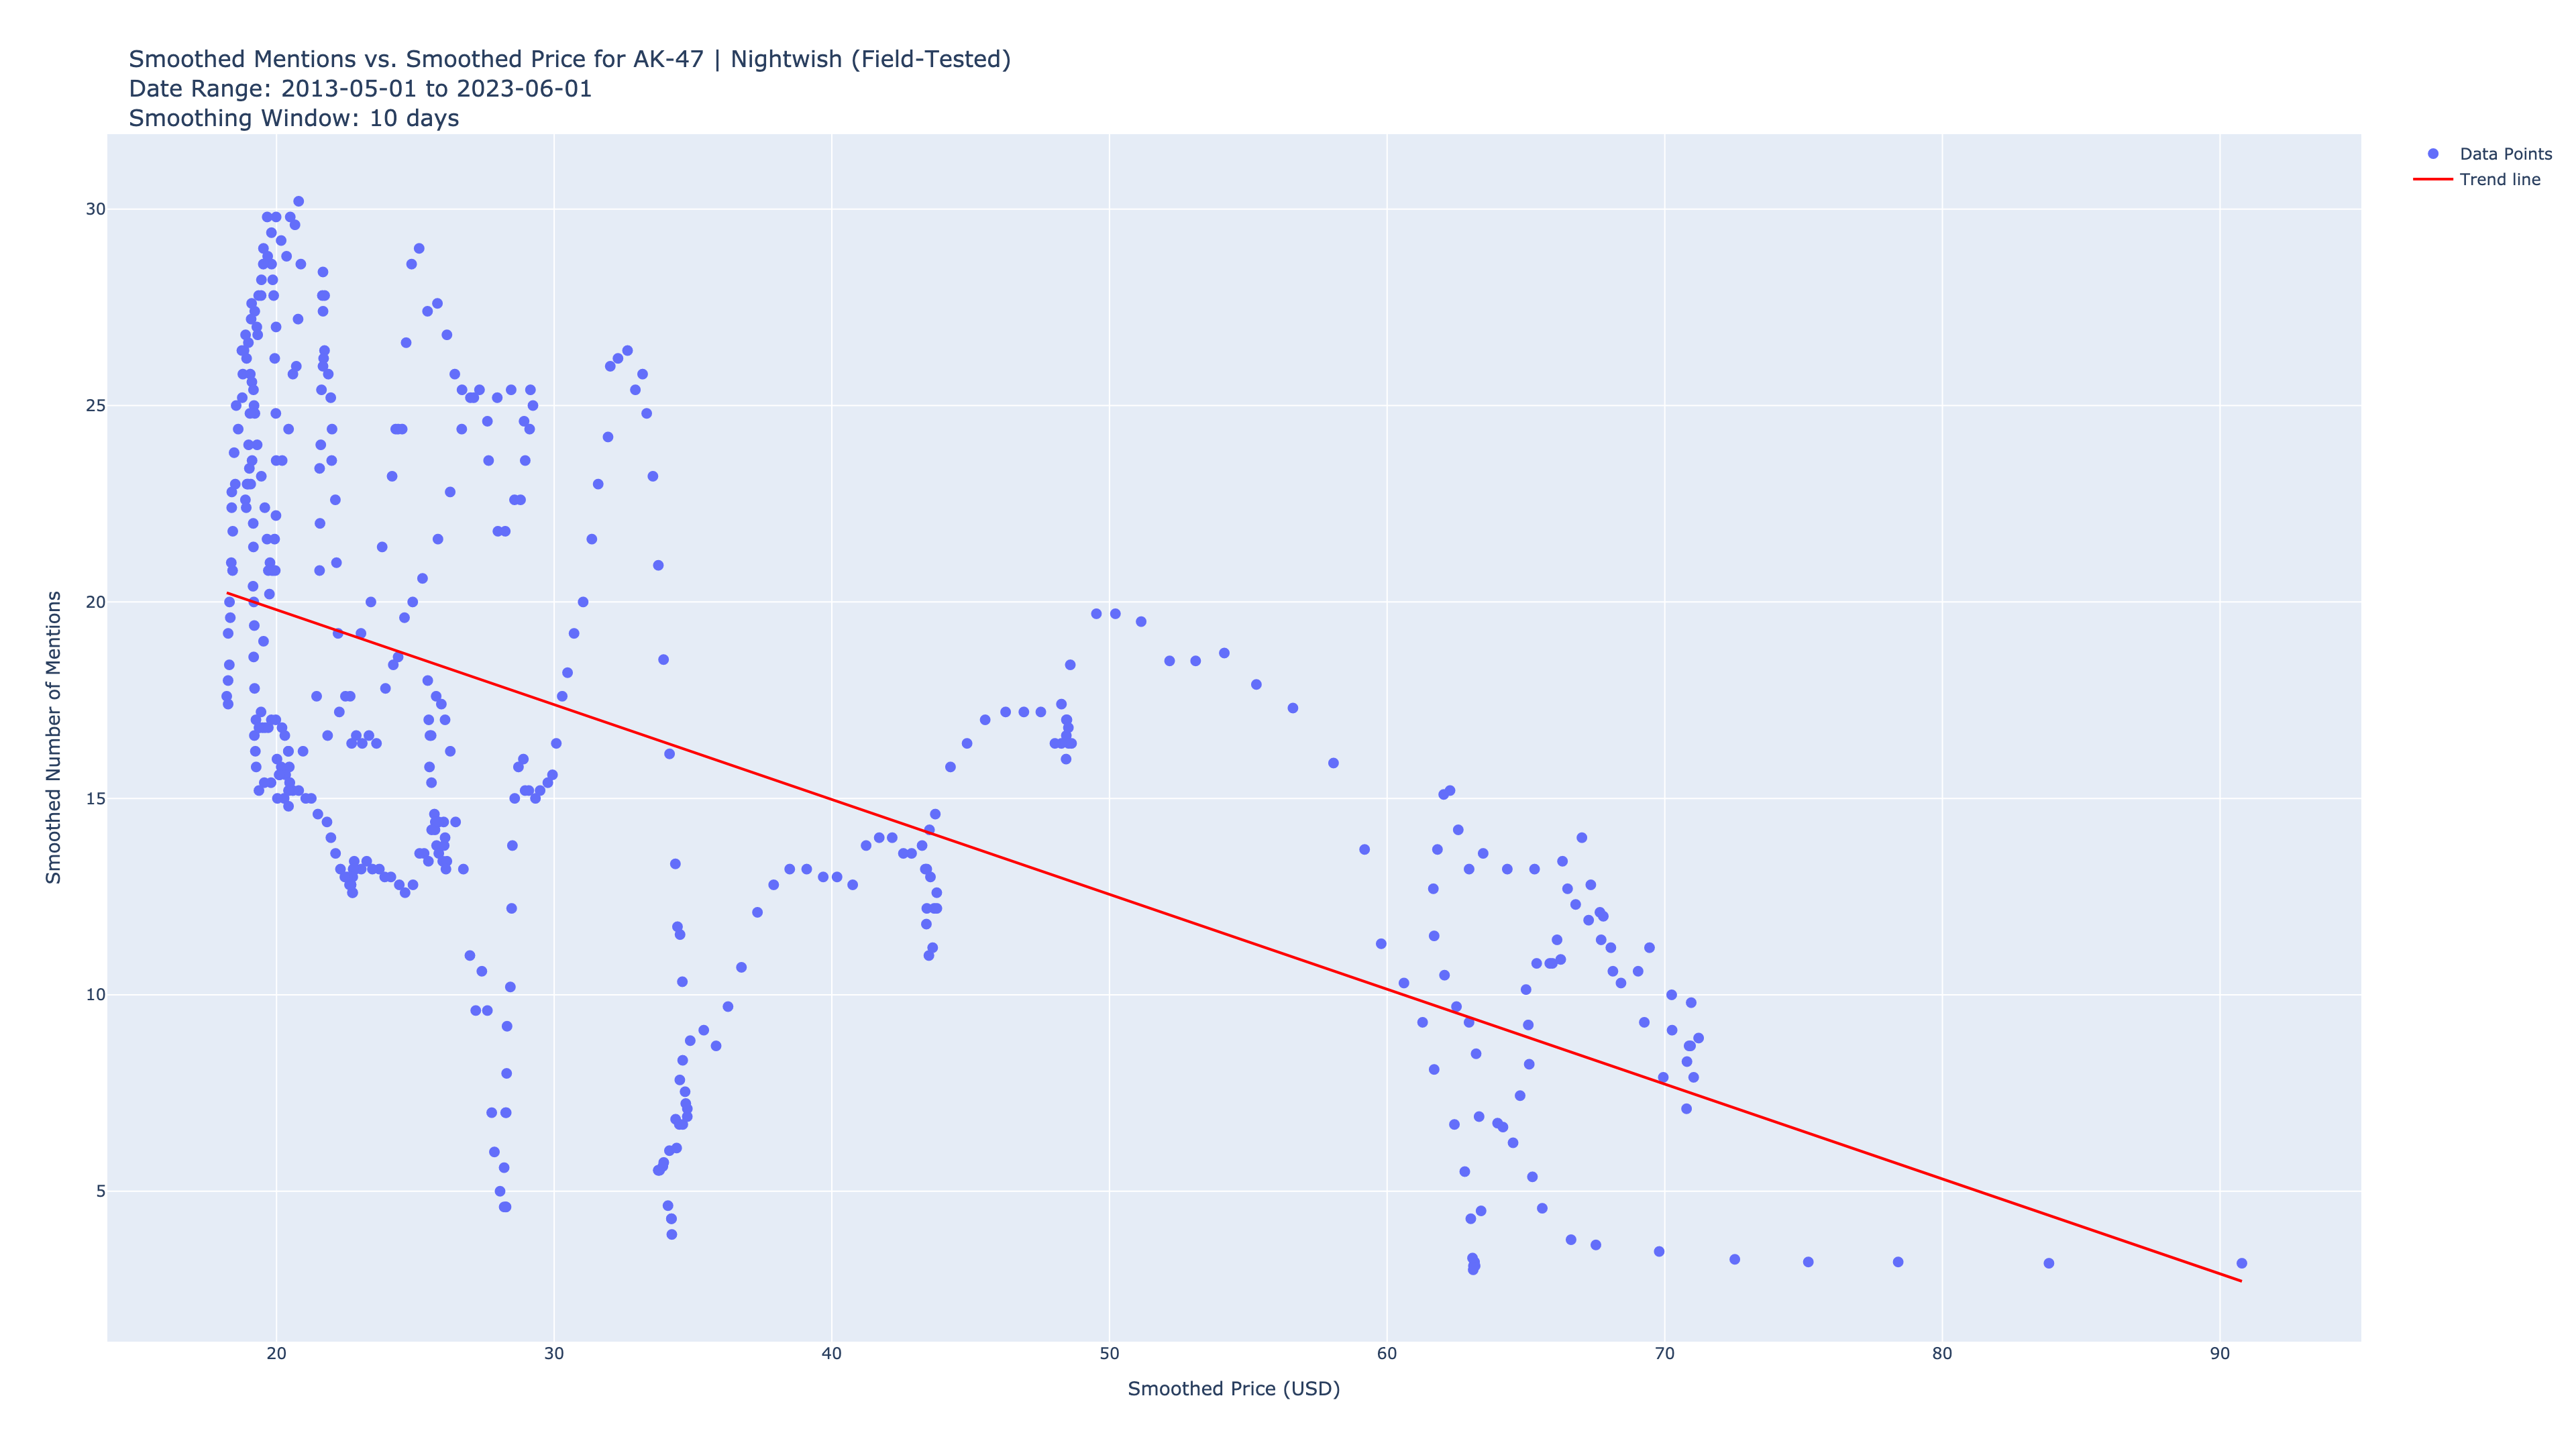 Smoothed Mentions vs. Smoothed Price for AK-47 | Nightwish (Field-Tested)
Date Range: 2013-05-01 to 2023-06-01
Smoothing Window: 10 days
Data Points
Trend line
30
25
20
15
10
5
Smoothed Number of Mentions
20 30 40 50 60 70 80 90
Smoothed Price (USD)